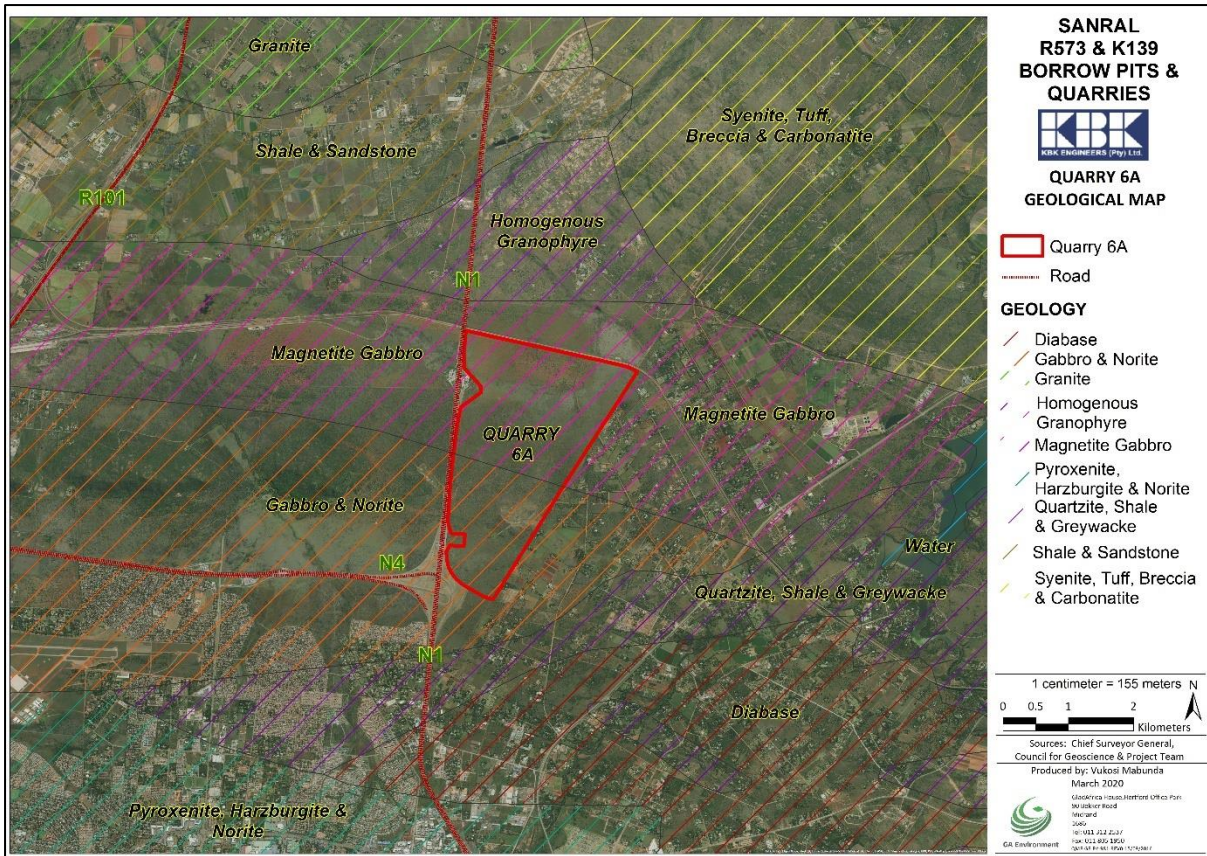 Granite
Syenite, Tuff,
Breccia & Carbonatite
Shale & Sandstone
R101
Homogenous
Granophyre
N1
Magnetite Gabbro
Magnetite Gabbro
QUARRY
6A
Gabbro & Norite
Water
N4
Quartzite, Shale & Greywacke
N1
Diabase
Pyroxenite, Harzburgite &
Norite
SANRAL
R573 & K139
BORROW PITS &
QUARRIES
KBK
KBK ENGINEERS (Pty) Ltd.
QUARRY 6A
GEOLOGICAL MAP
Quarry 6A
Road
GEOLOGY
Diabase
Gabbro & Norite
Granite
Homogenous
Granophyre
Magnetite Gabbro
Pyroxenite,
Harzburgite & Norite
Quartzite, Shale
& Greywacke
Shale & Sandstone
Syenite, Tuff, Breccia
& Carbonatite
1 centimeter = 155 meters
N
0 0.5 1 2
Kilometers
Sources: Chief Surveyor General,
Council for Geoscience & Project Team
Produced by: Vukosi Mabunda
March 2020
GA Environment
Midrand